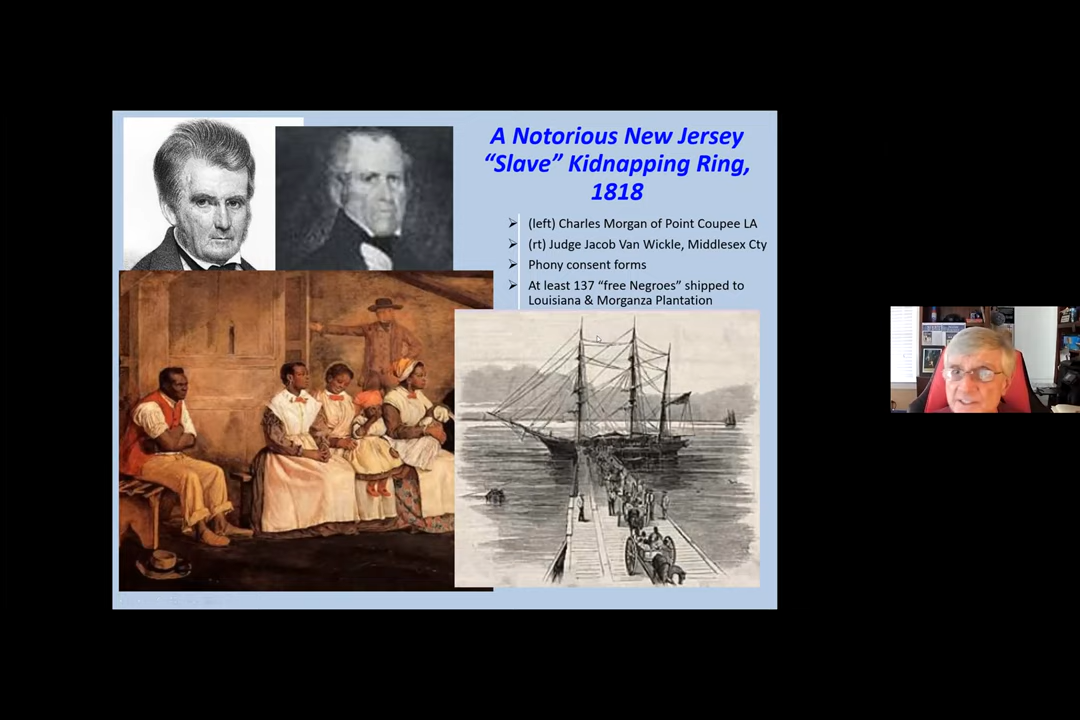 A Notorious New Jersey
“Slave” Kidnapping Ring,
1818
➢ (left) Charles Morgan of Point Coupee LA
➢ (rt) Judge Jacob Van Wickle, Middlesex Cty
➢ Phony consent forms
➢ At least 137 “free Negroes” shipped to
Louisiana & Morganza Plantation